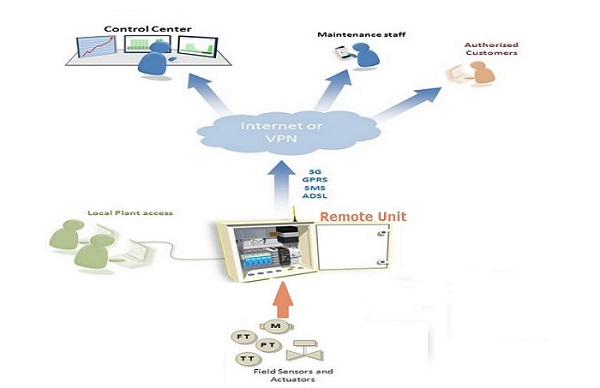 Control Center
Maintenance staff
Authorized
Customers
Internet or
VPN
3G
GPRS
SMS
ADSL
Local Plant access
Remote Unit
M
FT
PT
TT
Field Sensors and
Actuators